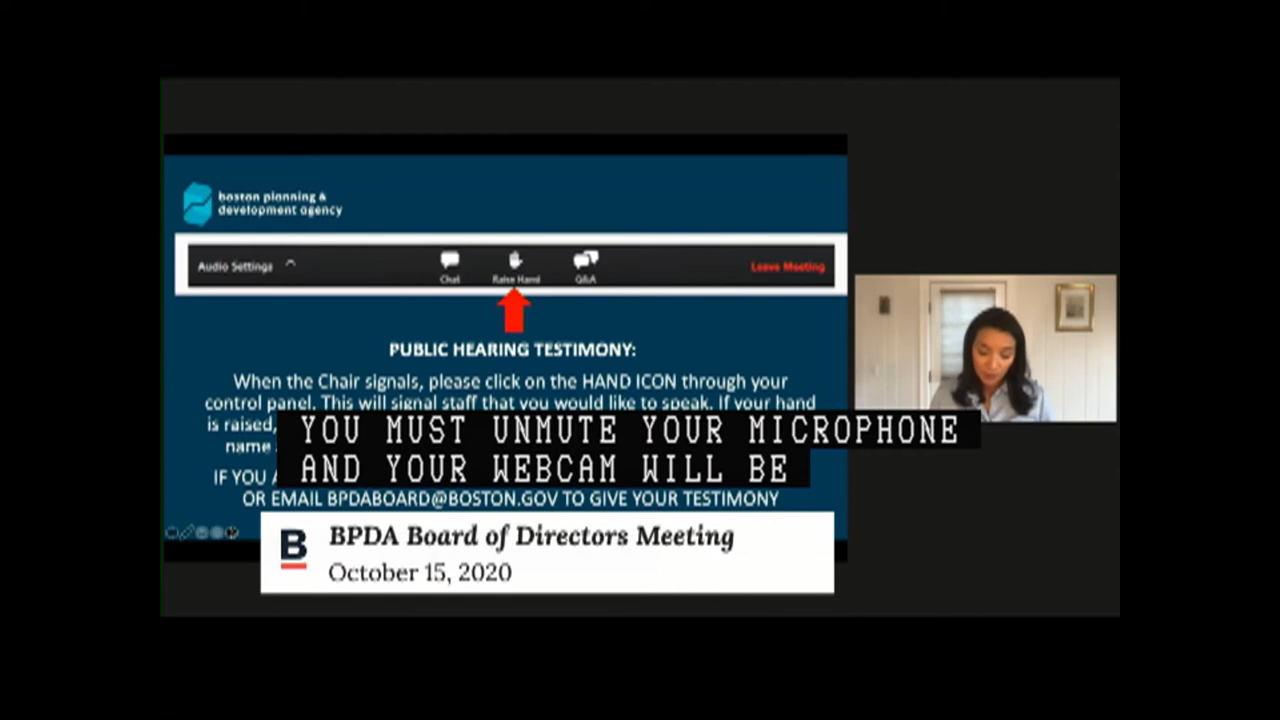 boston planning &
development agency
Audio Settings
Chat
Raise Hand
Q&A
Leave Meeting
PUBLIC HEARING TESTIMONY:
When the Chair signals, please click on the HAND ICON through your
control panel. This will signal staff that you would like to speak. If your hand
is raised,
name
YOU MUST UNMUTE YOUR MICROPHONE
AND YOUR WEBCAM WILL BE
IF YOU
OR EMAIL BPDABOARD@BOSTON.GOV TO GIVE YOUR TESTIMONY
B
BPDA Board of Directors Meeting
October 15, 2020